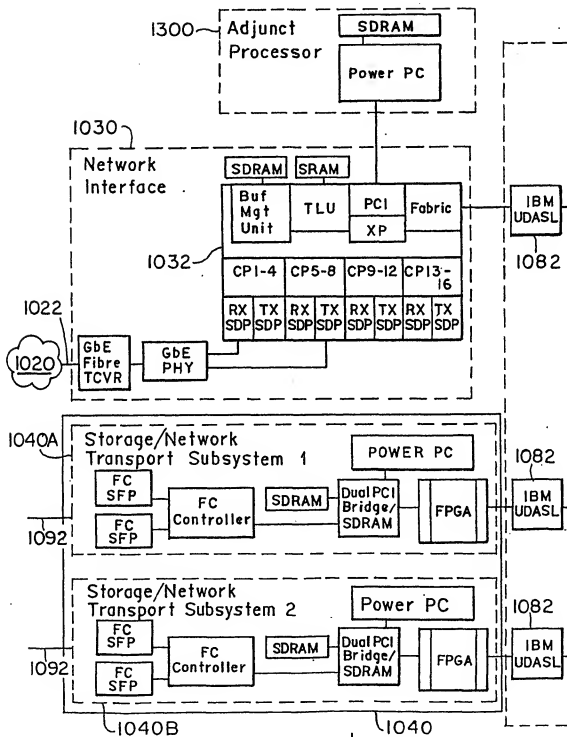 1300
Adjunct
Processor
SDRAM
Power PC
1030
Network
Interface
SDRAM
SRAM
Buf
Mgt
Unit
TLU
PCI
XP
Fabric
IBM
UDASL
1082
1032
CP1-4
CP5-8
CP9-12
CP13-
16
RX
SDP
TX
SDP
RX
SDP
TX
SDP
RX
SDP
TX
SDP
RX
SDP
TX
SDP
1022
1020
GbE
Fibre
TCVR
GbE
PHY
1040A
Storage/Network
Transport Subsystem 1
POWER PC
FC
SFP
FC
SFP
FC
Controller
SDRAM
Dual PCI
Bridge/
SDRAM
FPGA
1082
IBM
UDASL
1092
Storage/Network
Transport Subsystem 2
Power PC
FC
SFP
FC
SFP
FC
Controller
SDRAM
Dual PCI
Bridge/
SDRAM
FPGA
1082
IBM
UDASL
1092
1040B
1040